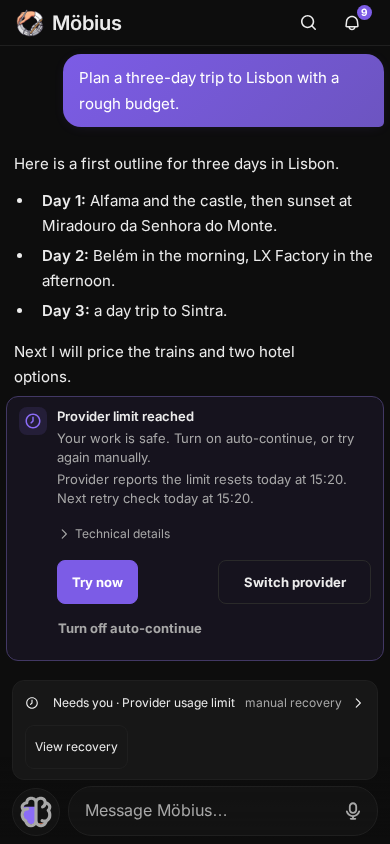 Möbius
9
Plan a three-day trip to Lisbon with a
rough budget.
Here is a first outline for three days in Lisbon.
• Day 1: Alfama and the castle, then sunset at
Miradouro da Senhora do Monte.
• Day 2: Belém in the morning, LX Factory in the
afternoon.
• Day 3: a day trip to Sintra.
Next I will price the trains and two hotel
options.
Provider limit reached
Your work is safe. Turn on auto-continue, or try
again manually.
Provider reports the limit resets today at 15:20.
Next retry check today at 15:20.
Technical details
Try now
Switch provider
Turn off auto-continue
Needs you · Provider usage limit manual recovery
View recovery
Message Möbius...